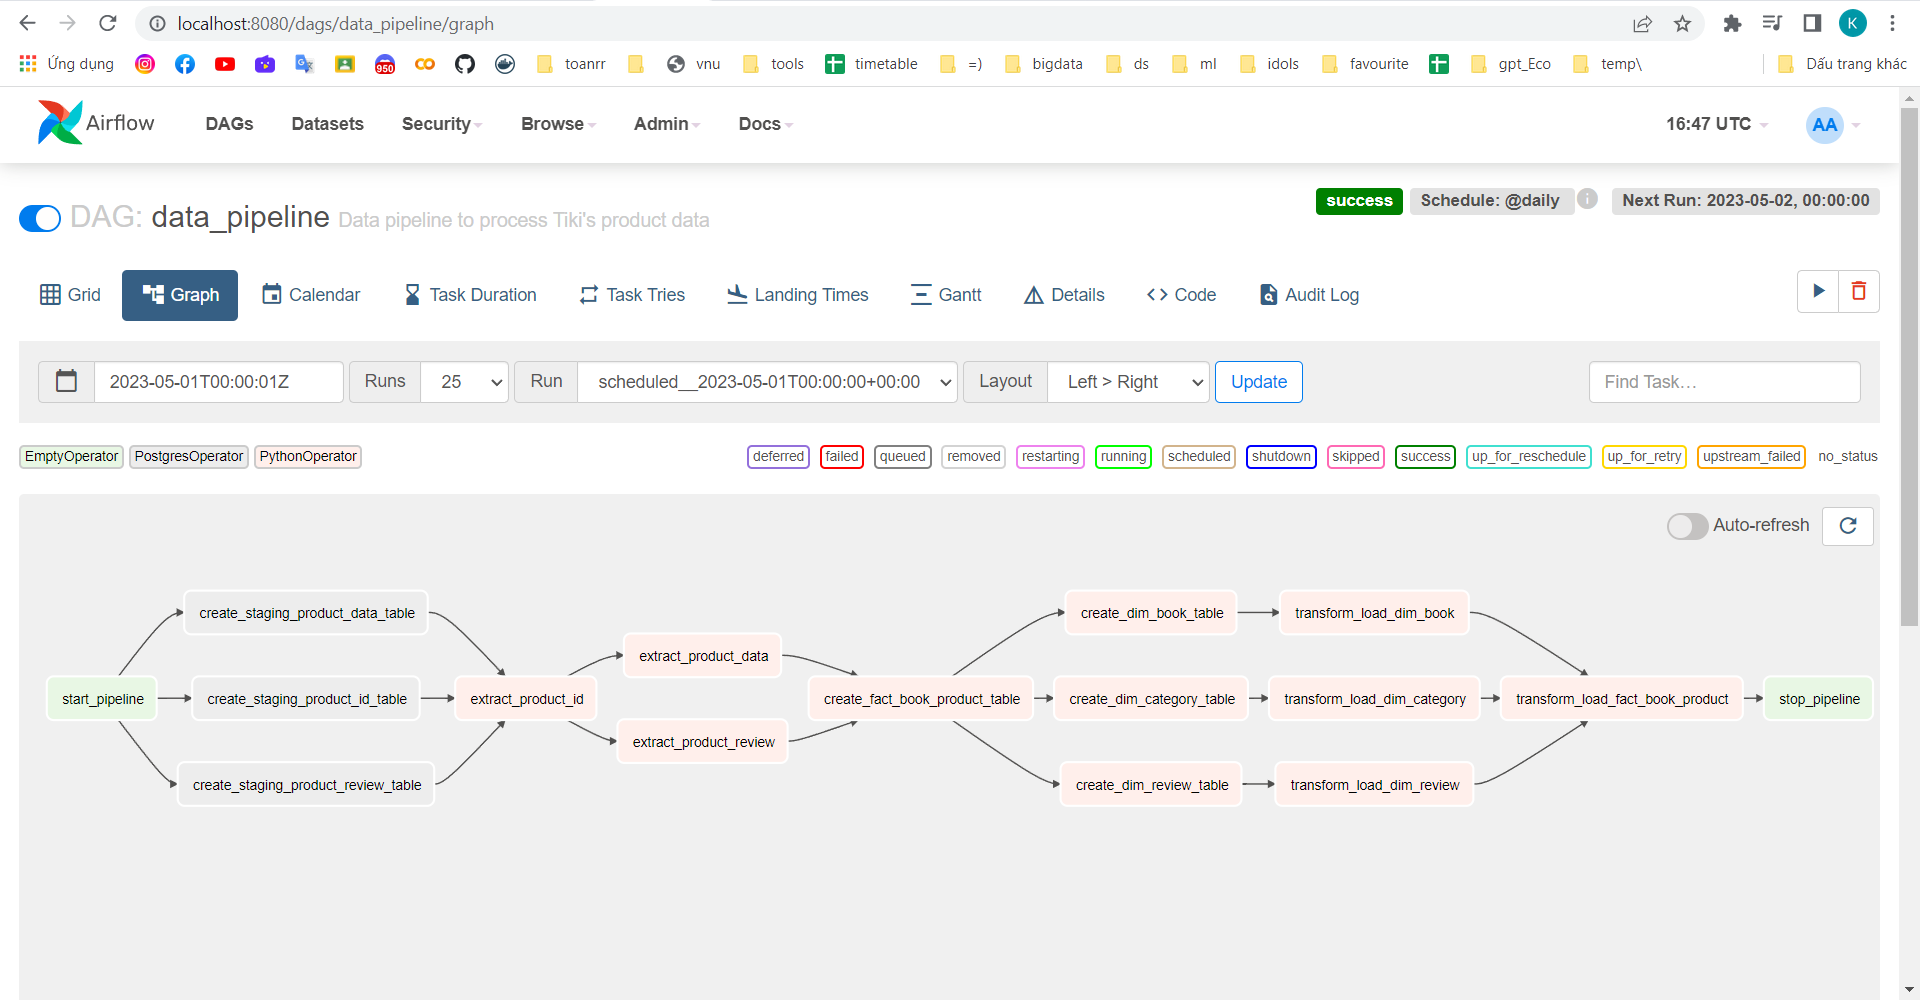 localhost:8080/dags/data_pipeline/graph
K
Ứng dụng
950
toanrr
vnu
tools
timetable
=)
bigdata
ds
ml
idols
favourite
gpt_Eco
temp\
Dấu trang khác
Airflow
DAGs
Datasets
Security
Browse
Admin
Docs
16:47 UTC
AA
DAG: data_pipeline Data pipeline to process Tiki's product data
success
Schedule: @daily
i
Next Run: 2023-05-02, 00:00:00
Grid
Graph
Calendar
Task Duration
Task Tries
Landing Times
Gantt
Details
Code
Audit Log
2023-05-01T00:00:01Z
Runs
25
Run
scheduled__2023-05-01T00:00:00+00:00
Layout
Left > Right
Update
Find Task…
EmptyOperator
PostgresOperator
PythonOperator
deferred
failed
queued
removed
restarting
running
scheduled
shutdown
skipped
success
up_for_reschedule
up_for_retry
upstream_failed
no_status
Auto-refresh
start_pipeline
create_staging_product_data_table
create_staging_product_id_table
create_staging_product_review_table
extract_product_id
extract_product_data
extract_product_review
create_fact_book_product_table
create_dim_book_table
create_dim_category_table
create_dim_review_table
transform_load_dim_book
transform_load_dim_category
transform_load_dim_review
transform_load_fact_book_product
stop_pipeline